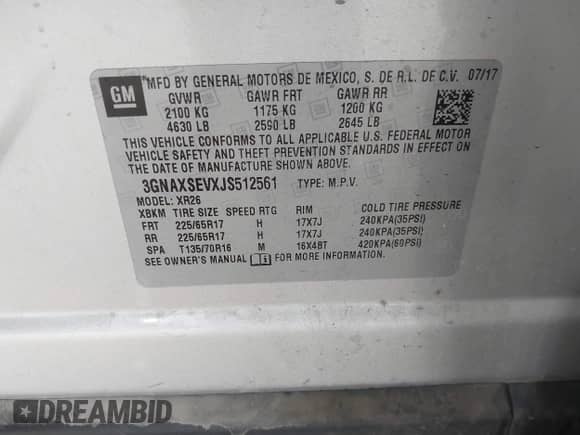 GM
*MFD BY GENERAL MOTORS DE MEXICO, S. DE R.L. OF C.V. 07/17
GVWR GAWR FRT GAWR RR
2100 KG 1175 KG 1200 KG
4630 LB 2590 LB 2645 LB
THIS VEHICLE CONFORMS TO ALL APPLICABLE U.S. FEDERAL MOTOR
VEHICLE SAFETY AND THEFT PREVENTION STANDARDS IN EFFECT ON
THE DATE OF MANUFACTURE SHOWN ABOVE.
3GNAXSEVXJS512561 TYPE: M.P.V.
MODEL: XR26
XBKM TIRE SIZE SPEED RTG RIM COLD TIRE PRESSURE
FRT 225/65R17 H 17X7J 240KPA(35PSI)
RR 225/65R17 H 17X7J 240KPA(35PSI)
SPA T135/70R16 M 16X4BT 420KPA(60PSI)
SEE OWNER'S MANUAL FOR MORE INFORMATION.
DREAMBID